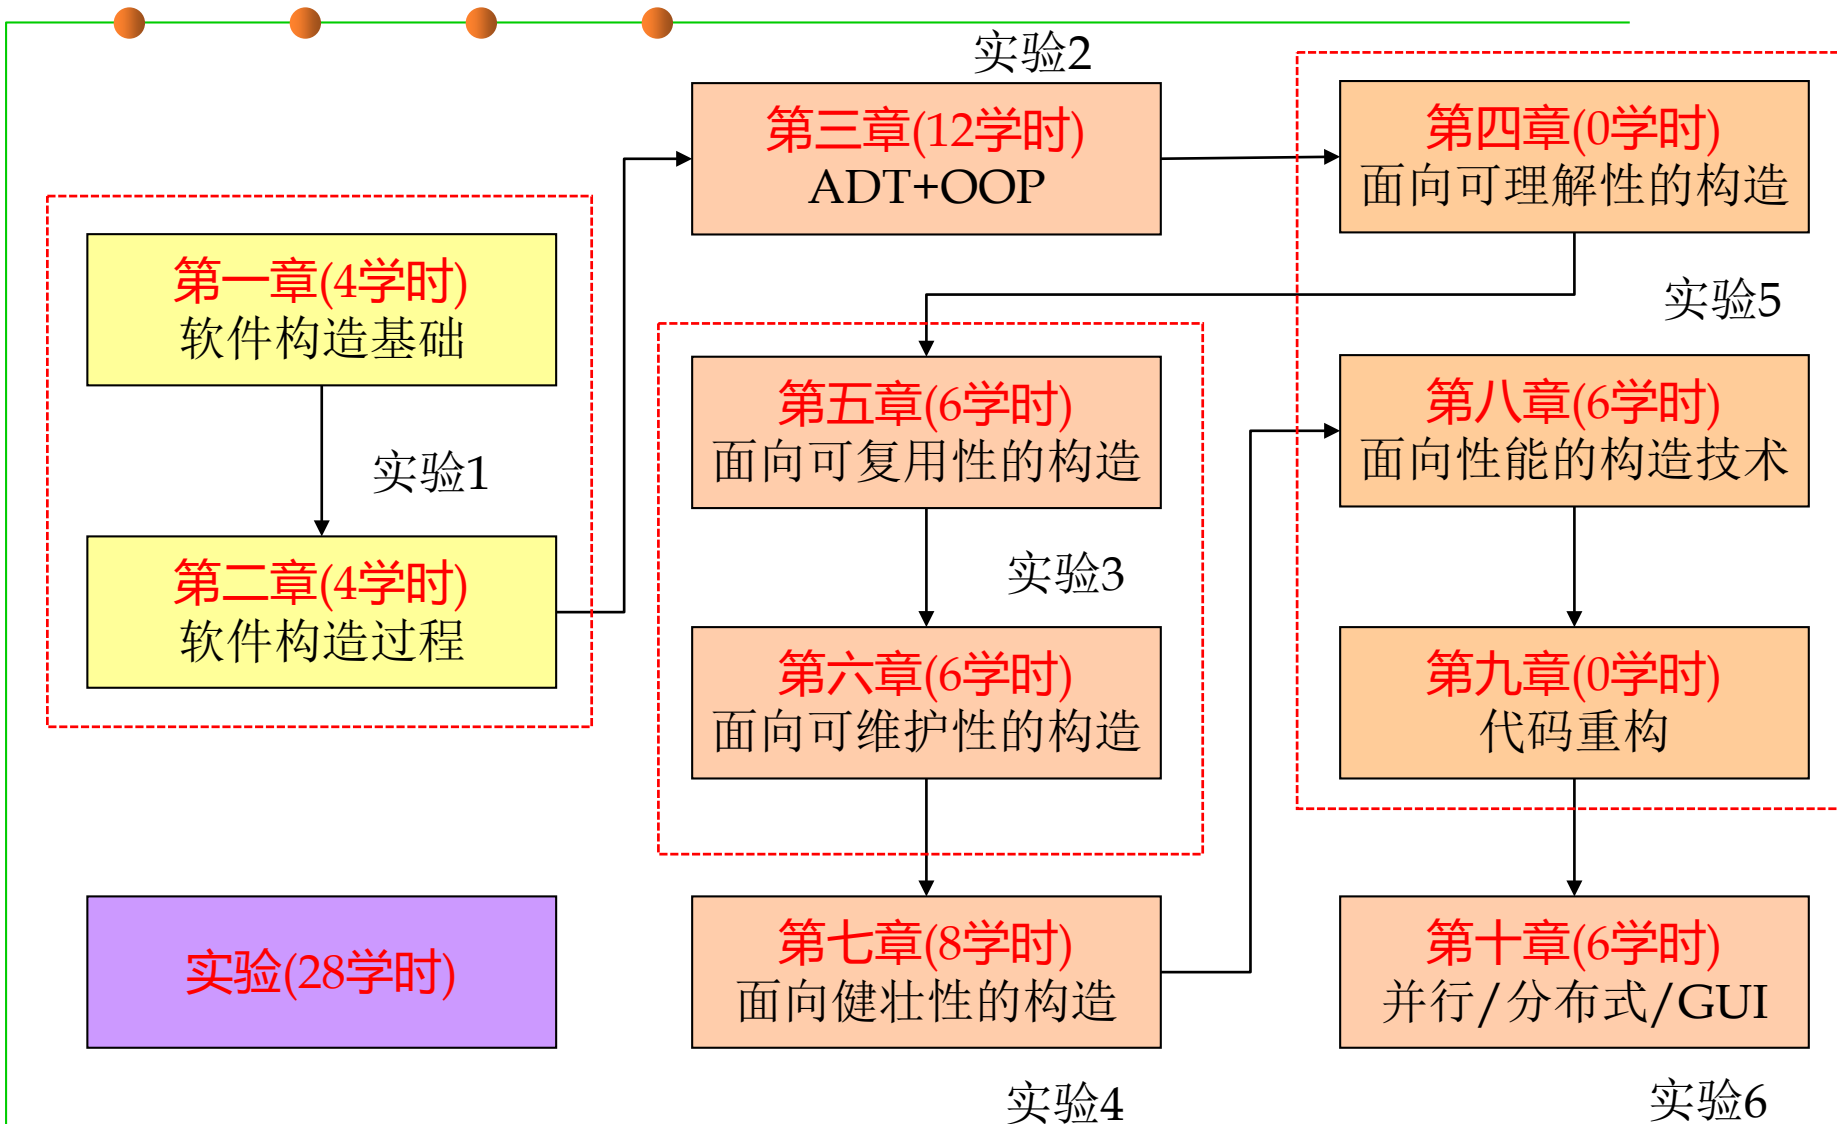 实验2
第三章(12学时)
ADT+OOP
第四章(0学时)
面向可理解性的构造
第一章(4学时)
软件构造基础
实验5
第五章(6学时)
面向可复用性的构造
第八章(6学时)
面向性能的构造技术
实验1
第二章(4学时)
软件构造过程
实验3
第六章(6学时)
面向可维护性的构造
第九章(0学时)
代码重构
实验(28学时)
第七章(8学时)
面向健壮性的构造
第十章(6学时)
并行/分布式/GUI
实验4
实验6